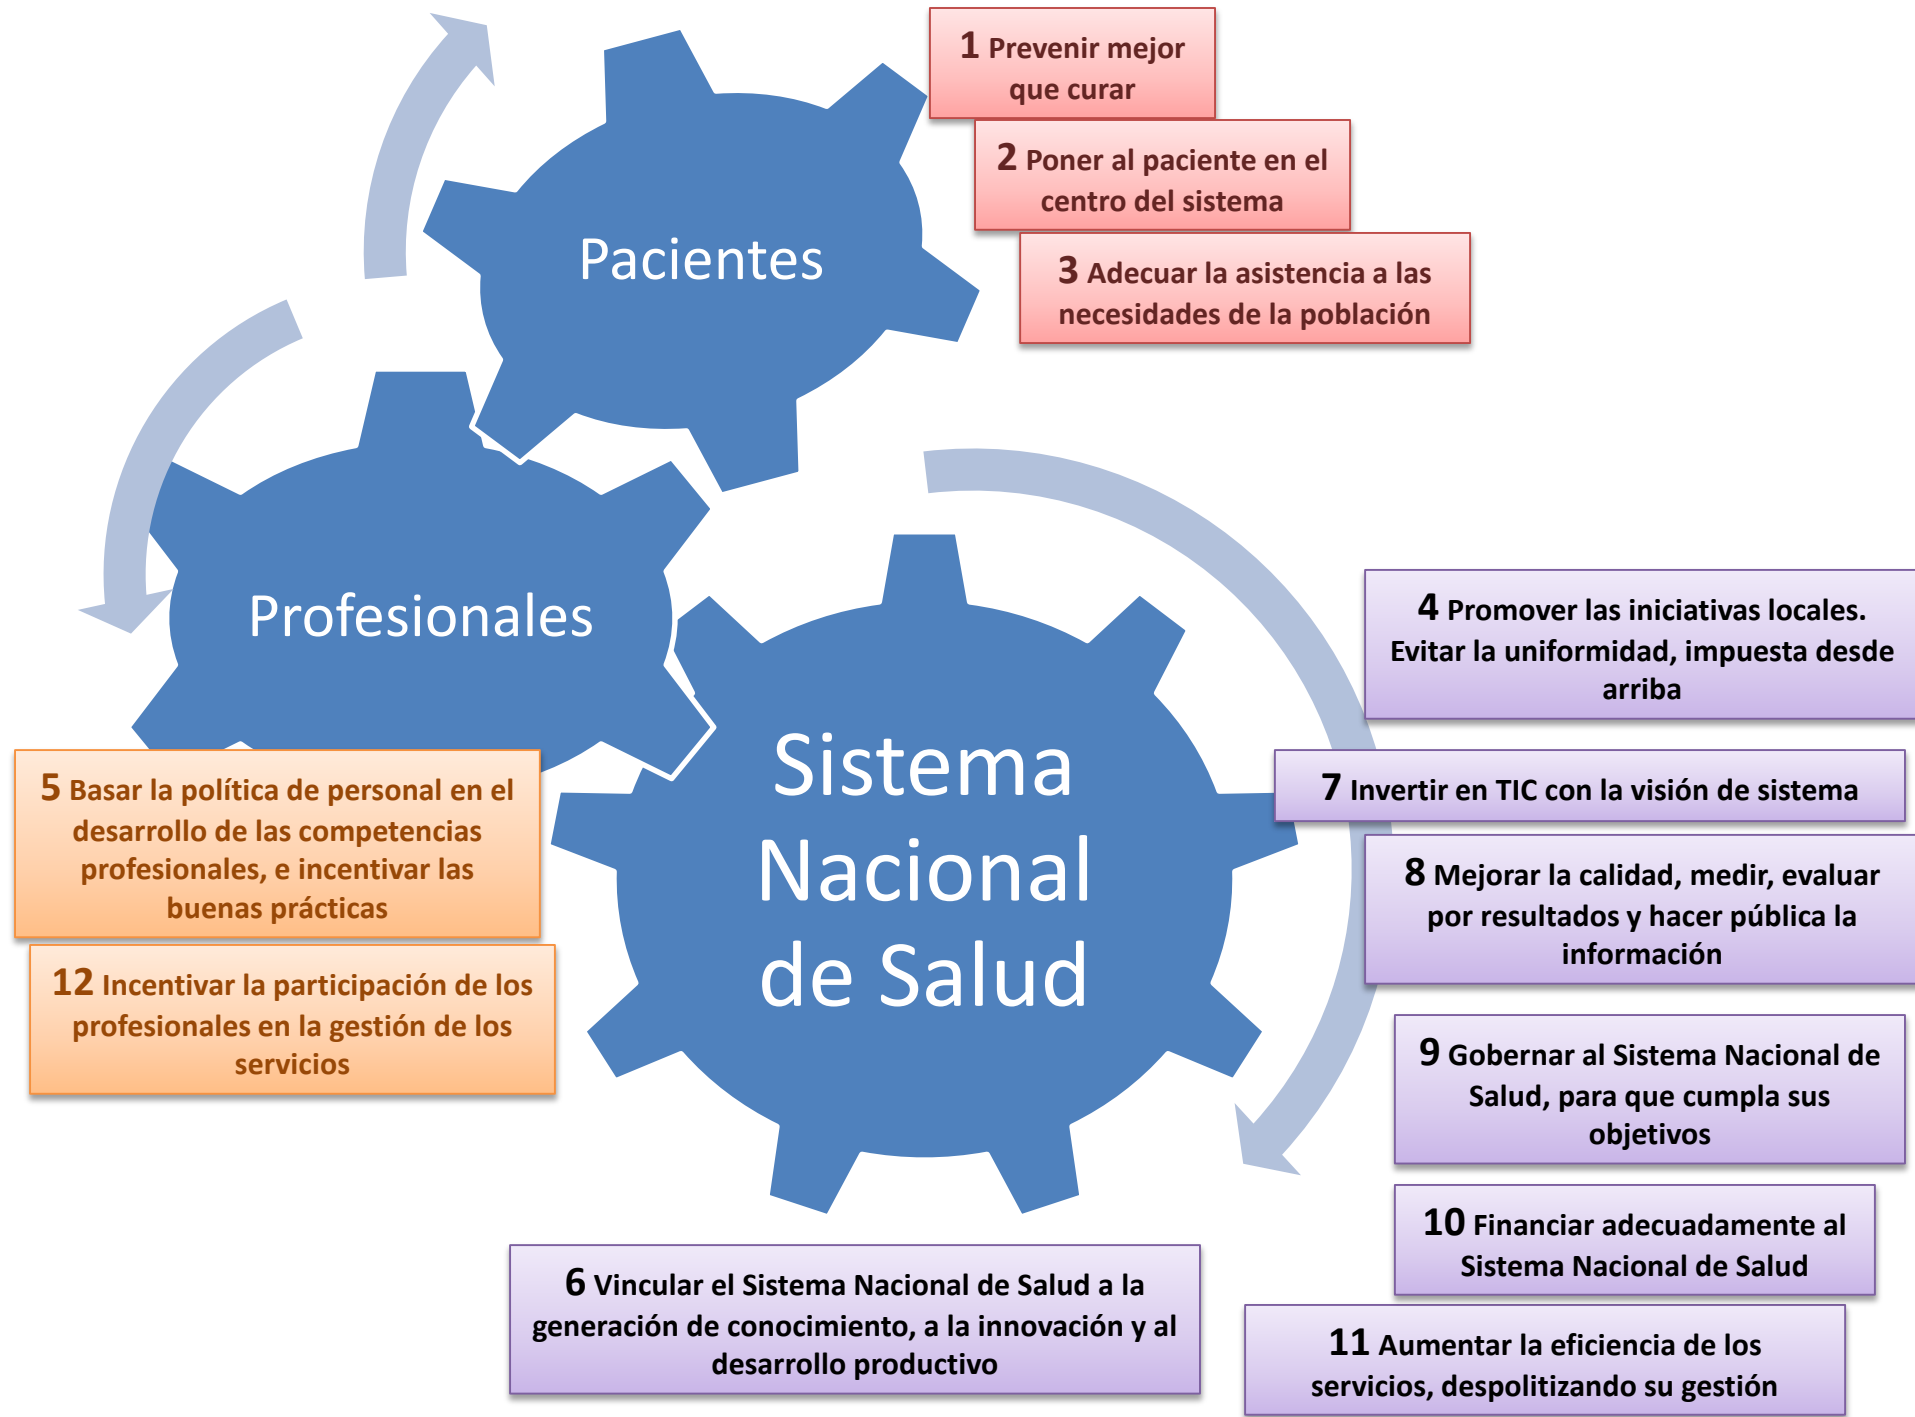 1 Prevenir mejor
que curar
2 Poner al paciente en el
centro del sistema
3 Adecuar la asistencia a las
necesidades de la población
Pacientes
Profesionales
Sistema
Nacional
de Salud
4 Promover las iniciativas locales.
Evitar la uniformidad, impuesta desde
arriba
7 Invertir en TIC con la visión de sistema
8 Mejorar la calidad, medir, evaluar
por resultados y hacer pública la
información
9 Gobernar al Sistema Nacional de
Salud, para que cumpla sus
objetivos
10 Financiar adecuadamente al
Sistema Nacional de Salud
11 Aumentar la eficiencia de los
servicios, despolitizando su gestión
5 Basar la política de personal en el
desarrollo de las competencias
profesionales, e incentivar las
buenas prácticas
12 Incentivar la participación de los
profesionales en la gestión de los
servicios
6 Vincular el Sistema Nacional de Salud a la
generación de conocimiento, a la innovación y al
desarrollo productivo